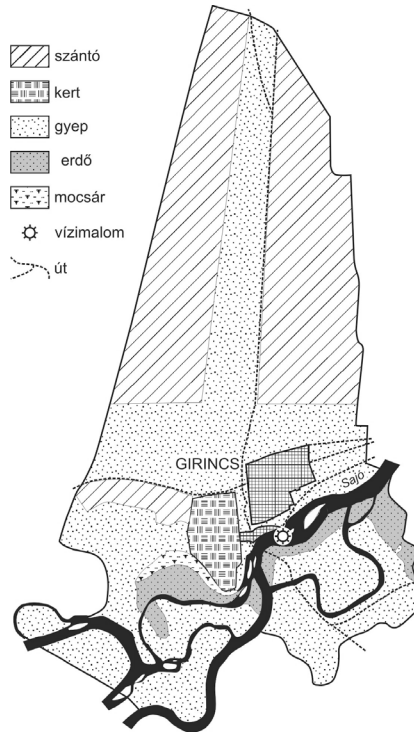 szántó
kert
gyep
erdő
mocsár
vízimalom
út
GIRINCS
Sajó